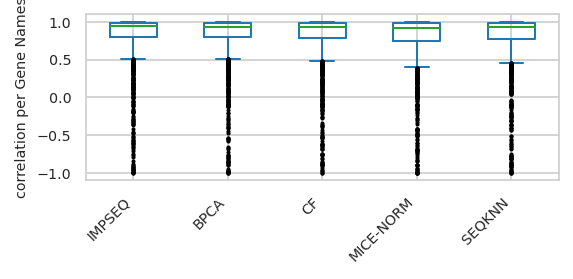 correlation per Gene Names
1.0
0.5
0.0
−0.5
−1.0
IMPSEQ
BPCA
CF
MICE-NORM
SEQKNN